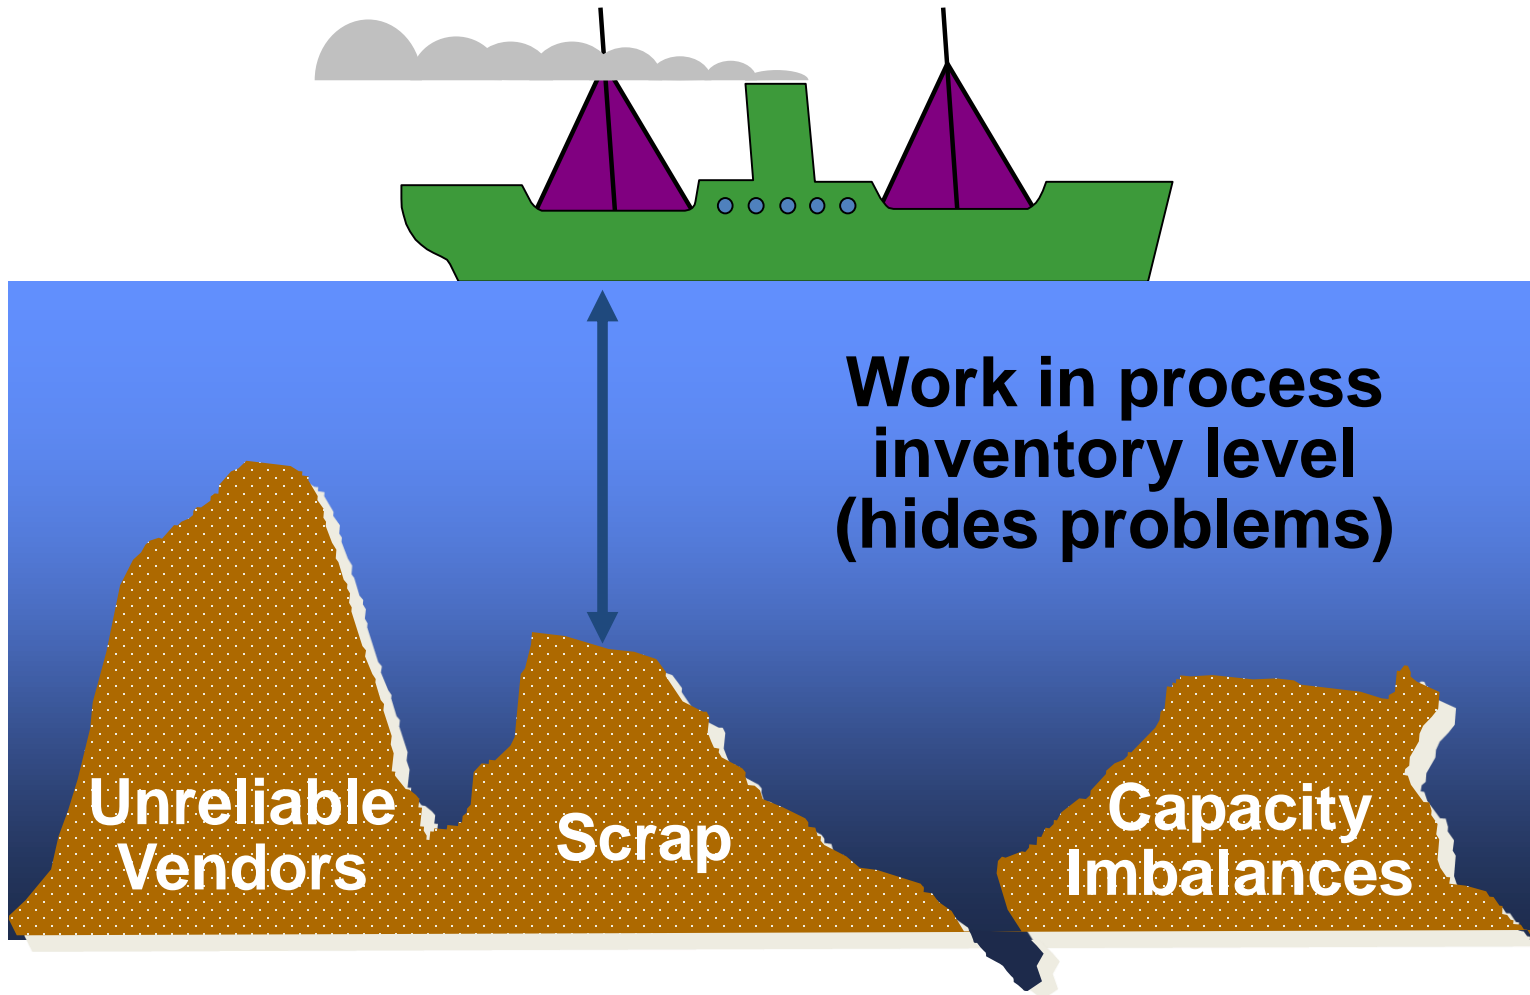 Work in process
inventory level
(hides problems)
Unreliable
Vendors
Scrap
Capacity
Imbalances